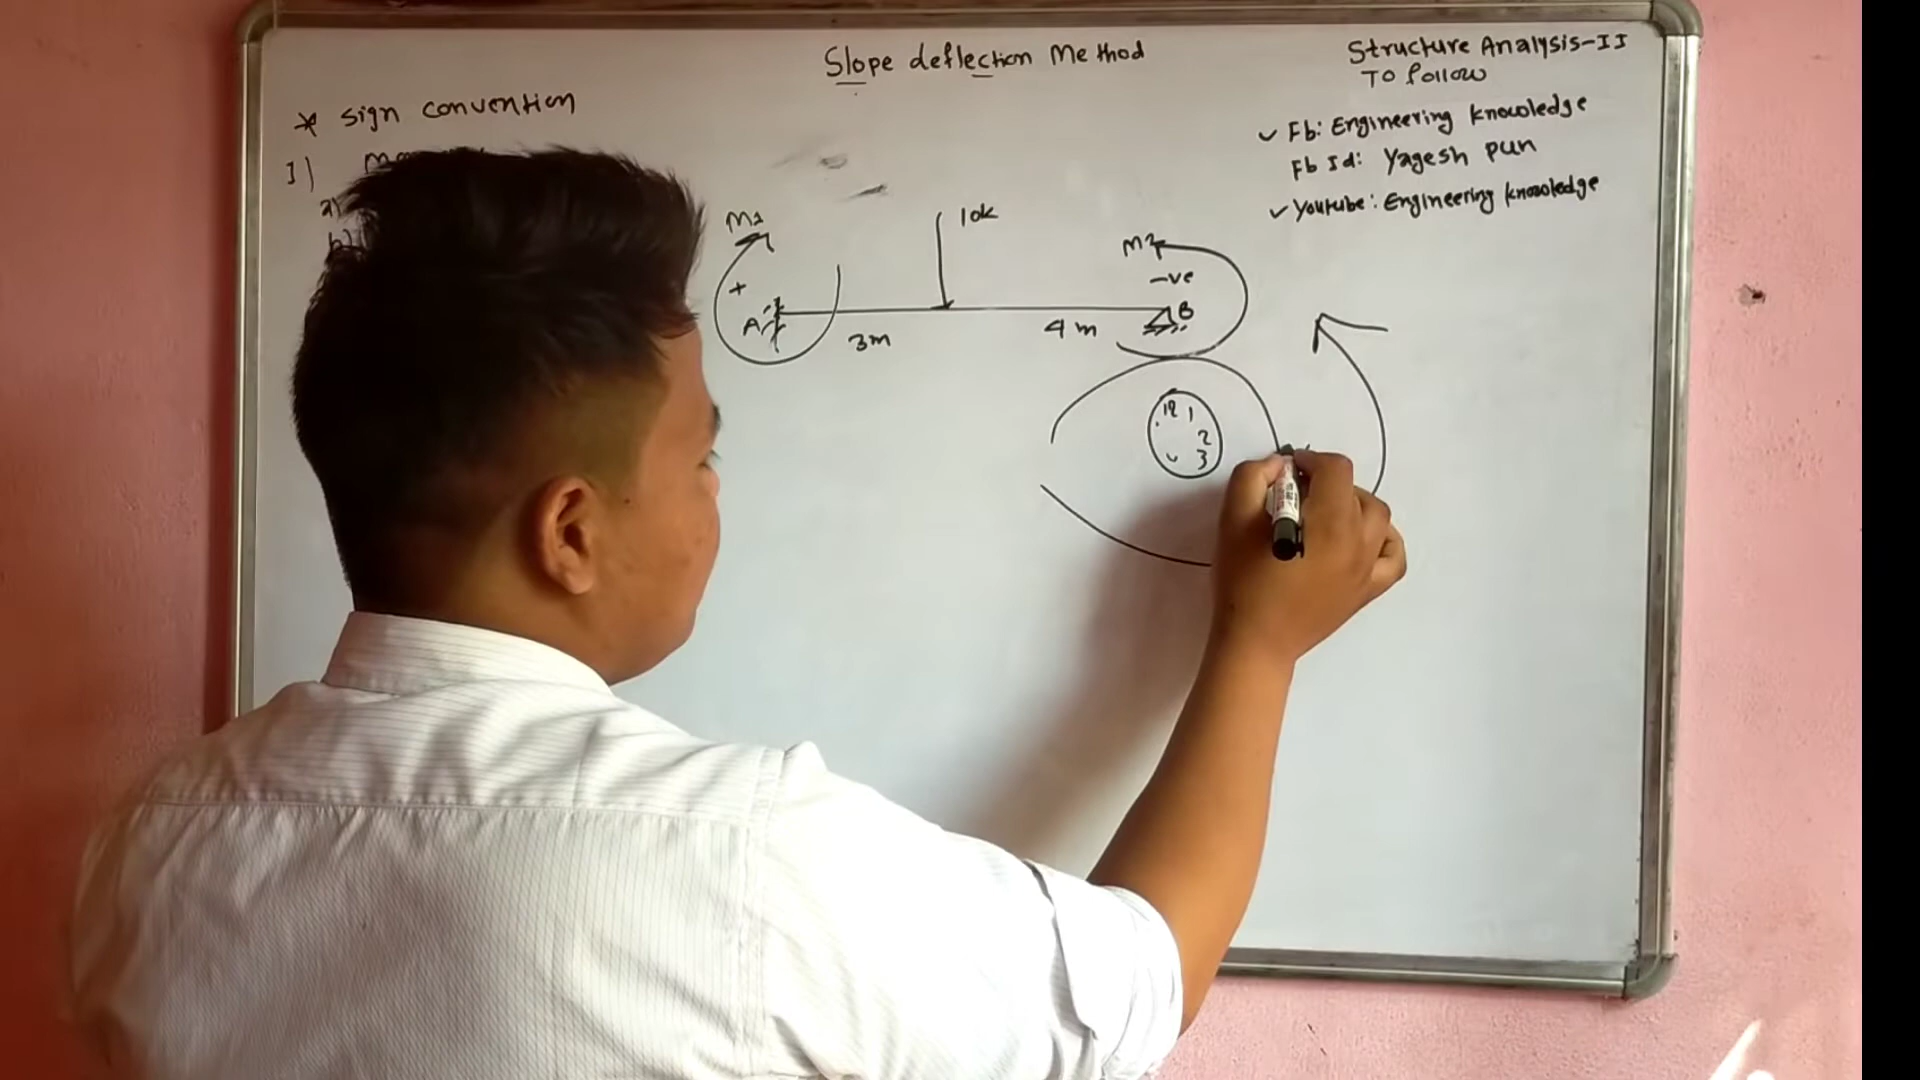 Slope deflection Method
Structure Analysis-II
To follow
* sign convention
✓ Fb: Engineering knowledge
Fb Id: Yagesh pun
✓ Youtube: Engineering knowledge
1)
a)
b)
M1
10k
M2
+
-ve
A
B
3m
4m
12 1
2
3